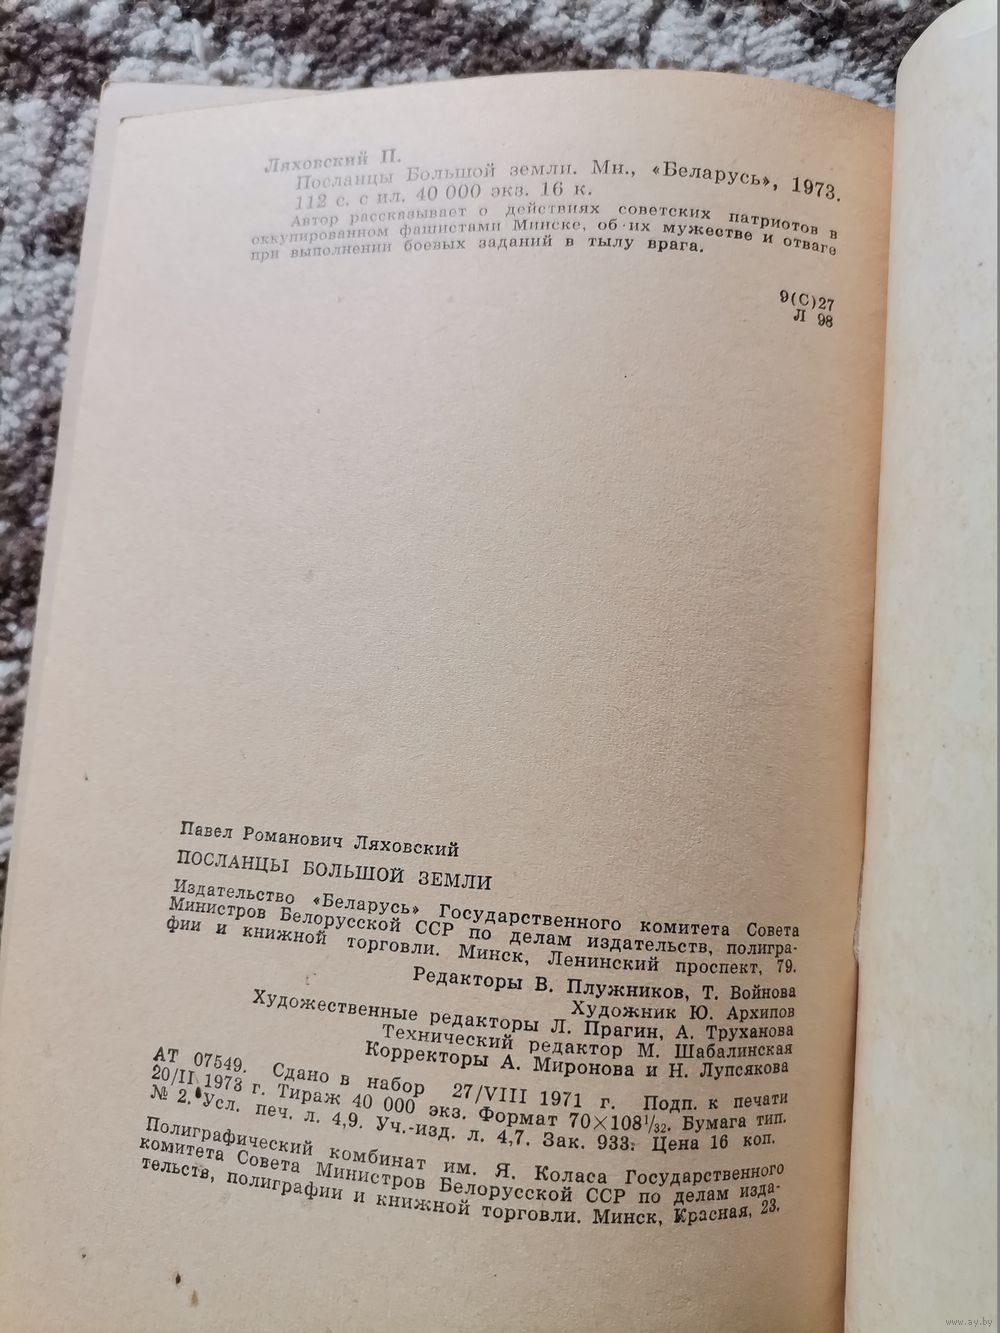 Ляховский П.
Посланцы Большой земли. Мн., «Беларусь», 1973.
112 с. с ил. 40 000 экз. 16 к.
Автор рассказывает о действиях советских патриотов в
оккупированном фашистами Минске, об их мужестве и отваге
при выполнении боевых заданий в тылу врага.
9(С)27
Л 98
Павел Романович Ляховский
ПОСЛАНЦЫ БОЛЬШОЙ ЗЕМЛИ
Издательство «Беларусь» Государственного комитета Совета
Министров Белорусской ССР по делам издательств, полигра-
фии и книжной торговли. Минск, Ленинский проспект, 79.
Редакторы В. Плужников, Т. Войнова
Художник Ю. Архипов
Художественные редакторы Л. Прагин, А. Труханова
Технический редактор М. Шабалинская
Корректоры А. Миронова и Н. Лупсякова
АТ 07549. Сдано в набор 27/VIII 1971 г. Подп. к печати
20/II 1973 г. Тираж 40 000 экз. Формат 70×108¹/₃₂. Бумага тип.
№ 2. Усл. печ. л. 4,9. Уч.-изд. л. 4,7. Зак. 933. Цена 16 коп.
Полиграфический комбинат им. Я. Коласа Государственного
комитета Совета Министров Белорусской ССР по делам изда-
тельств, полиграфии и книжной торговли. Минск, Красная, 23.
www.ay.by